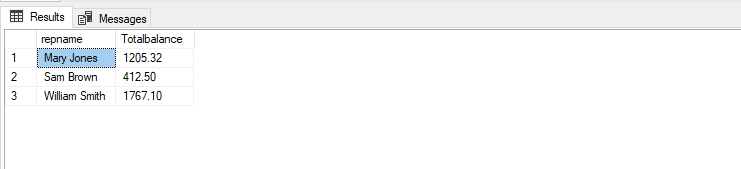 Results Messages
repname Totalbalance
1 Mary Jones 1205.32
2 Sam Brown 412.50
3 William Smith 1767.10